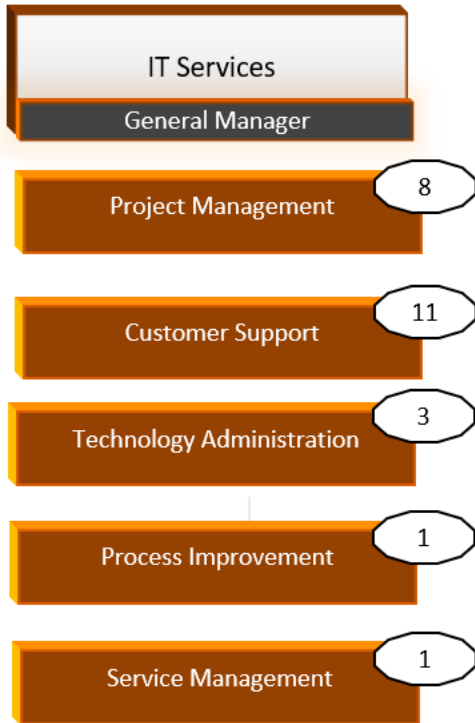 IT Services
General Manager
8
Project Management
11
Customer Support
3
Technology Administration
1
Process Improvement
1
Service Management